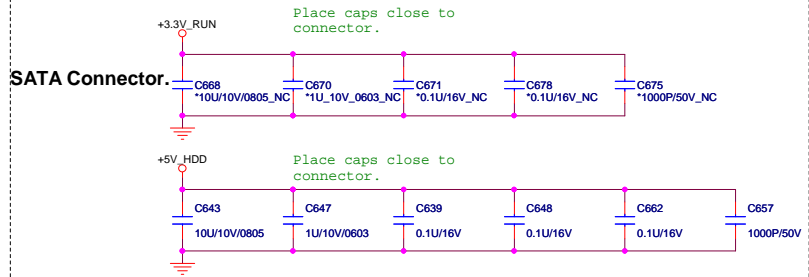 Place caps close to
connector.
+3.3V_RUN
SATA Connector.
C668
*10U/10V/0805_NC
C670
*1U_10V_0603_NC
C671
*0.1U/16V_NC
C678
*0.1U/16V_NC
C675
*1000P/50V_NC
+5V_HDD
Place caps close to
connector.
C643
10U/10V/0805
C647
1U/10V/0603
C639
0.1U/16V
C648
0.1U/16V
C662
0.1U/16V
C657
1000P/50V